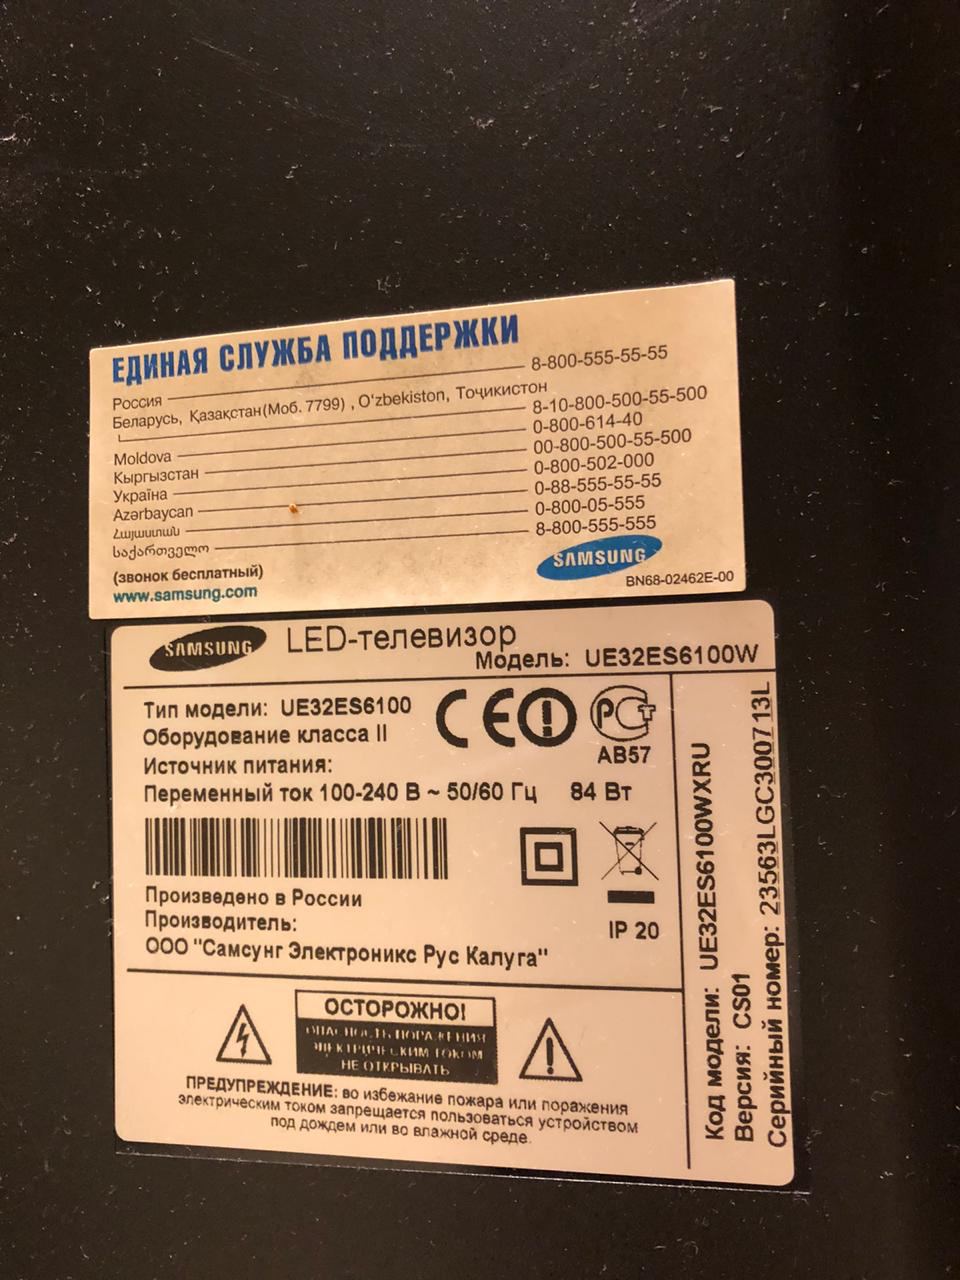 ЕДИНАЯ СЛУЖБА ПОДДЕРЖКИ
Россия 8-800-555-55-55
Беларусь, Қазақстан(Моб. 7799) , O'zbekiston, Тоҷикистон
8-10-800-500-55-500
Moldova 0-800-614-40
Кыргызстан 00-800-500-55-500
Україна 0-800-502-000
Azərbaycan 0-88-555-55-55
Հայաստան 0-800-05-555
საქართველო 8-800-555-555
(звонок бесплатный)
www.samsung.com
SAMSUNG
BN68-02462E-00
SAMSUNG LED-телевизор
Модель: UE32ES6100W
Тип модели: UE32ES6100
Оборудование класса II
Источник питания:
Переменный ток 100-240 В ~ 50/60 Гц 84 Вт
CE
АВ57
Произведено в России
Производитель:
ООО "Самсунг Электроникс Рус Калуга"
IP 20
ОСТОРОЖНО!
ОПАСНОСТЬ ПОРАЖЕНИЯ
ЭЛЕКТРИЧЕСКИМ ТОКОМ
НЕ ОТКРЫВАТЬ
ПРЕДУПРЕЖДЕНИЕ: во избежание пожара или поражения
электрическим током запрещается пользоваться устройством
под дождем или во влажной среде.
Код модели: UE32ES6100WXRU
Версия: CS01
Серийный номер: 23563LGC300713L